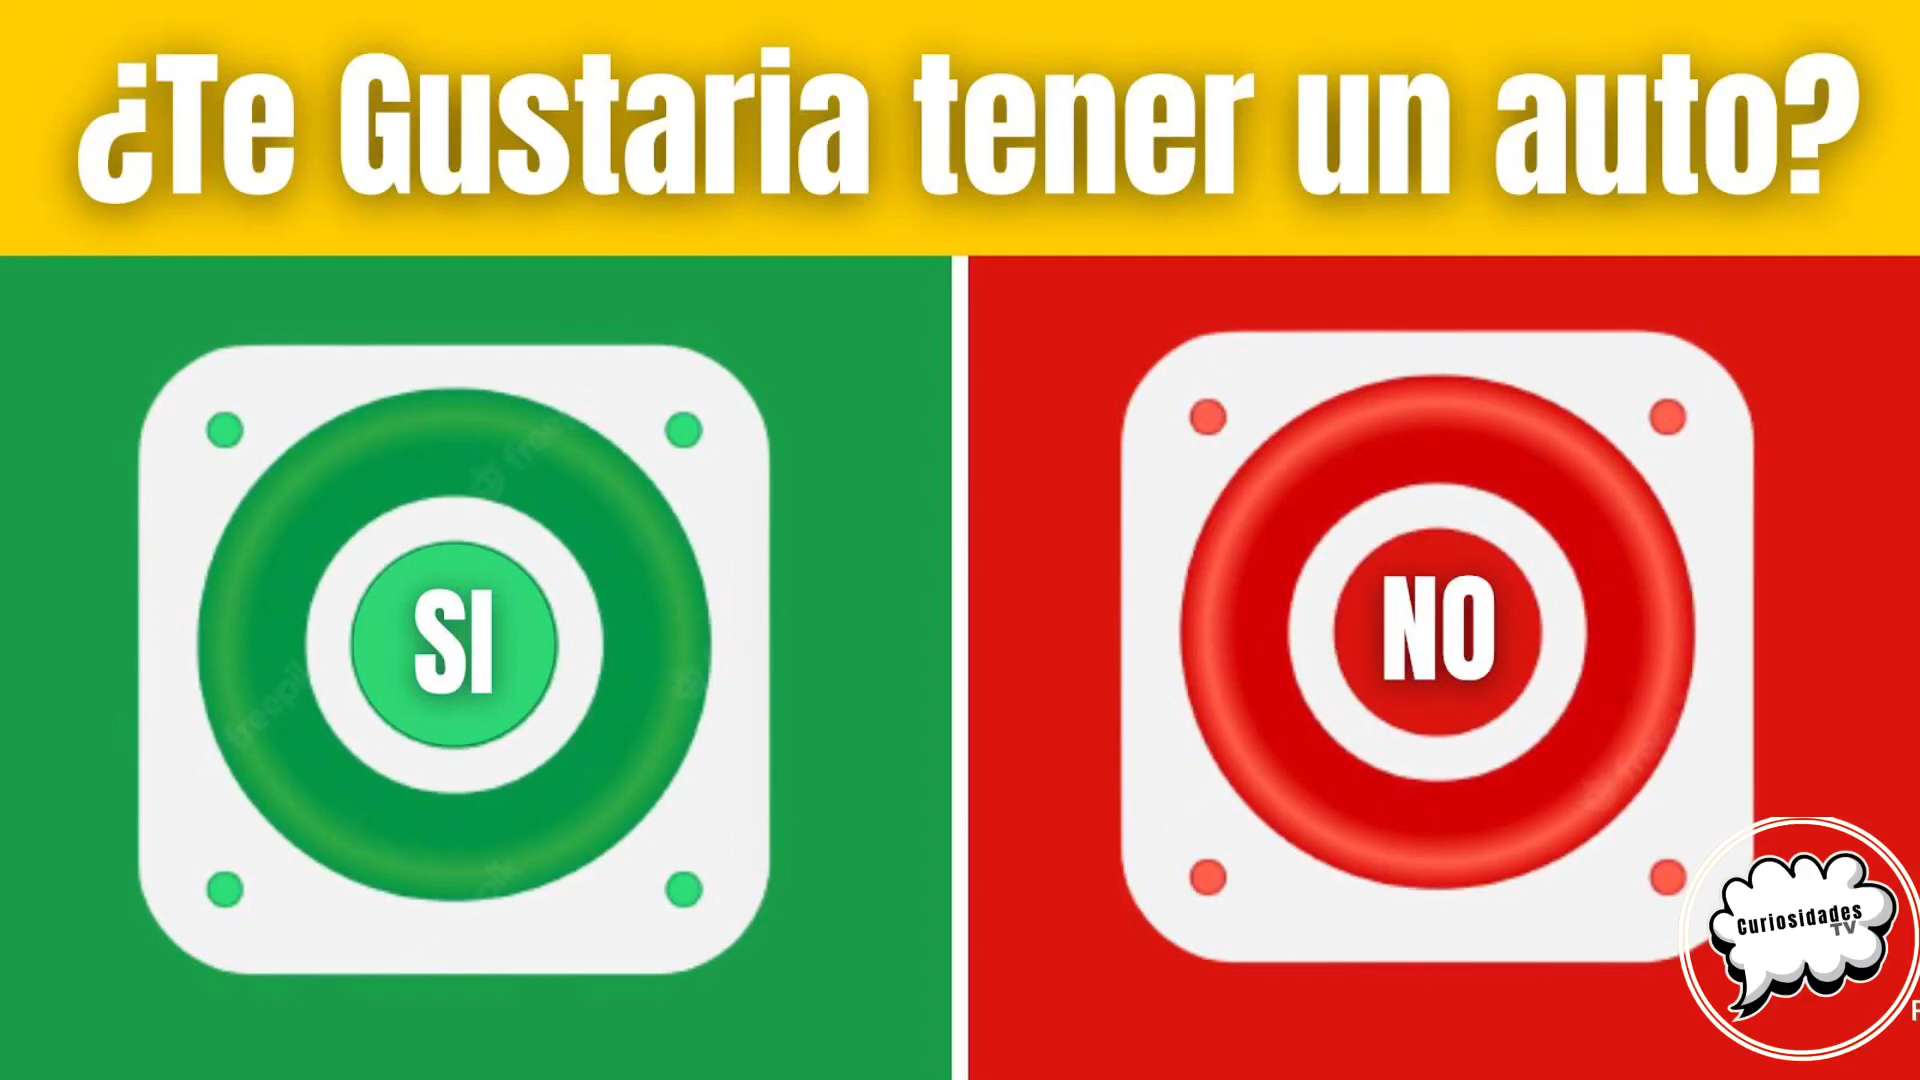 ¿Te Gustaria tener un auto?
SI
NO
Curiosidades
TV